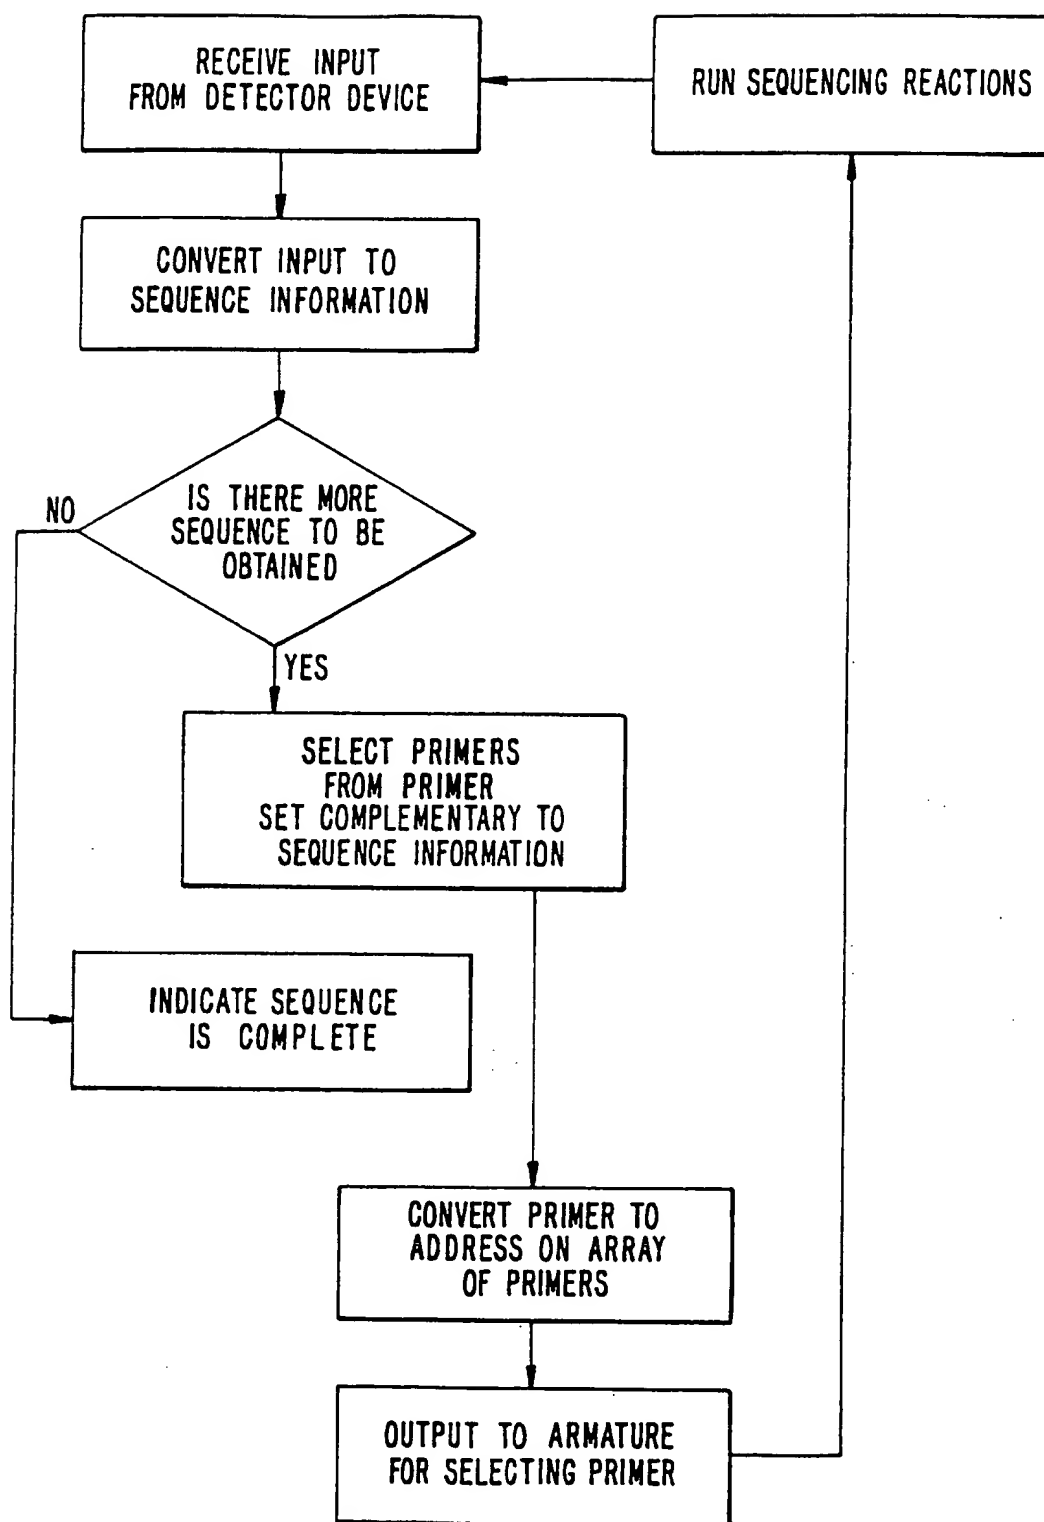 RECEIVE INPUT
FROM DETECTOR DEVICE
RUN SEQUENCING REACTIONS
CONVERT INPUT TO
SEQUENCE INFORMATION
IS THERE MORE
SEQUENCE TO BE
OBTAINED
NO
YES
SELECT PRIMERS
FROM PRIMER
SET COMPLEMENTARY TO
SEQUENCE INFORMATION
INDICATE SEQUENCE
IS COMPLETE
CONVERT PRIMER TO
ADDRESS ON ARRAY
OF PRIMERS
OUTPUT TO ARMATURE
FOR SELECTING PRIMER